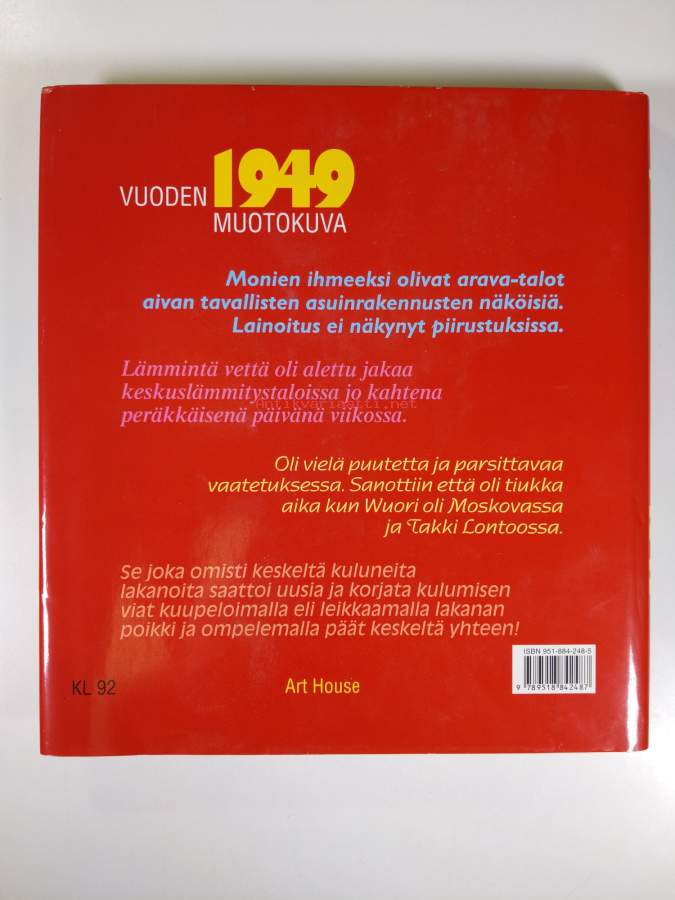 VUODEN 1949
MUOTOKUVA
Monien ihmeeksi olivat arava-talot
aivan tavallisten asuinrakennusten näköisiä.
Lainoitus ei näkynyt piirustuksissa.
Lämmintä vettä oli alettu jakaa
keskuslämmitystaloissa jo kahtena
Antikvariaatti.net
peräkkäisenä päivänä viikossa.
Oli vielä puutetta ja parsittavaa
vaatetuksessa. Sanottiin että oli tiukka
aika kun Wuori oli Moskovassa
ja Takki Lontoossa.
Se joka omisti keskeltä kuluneita
lakanoita saattoi uusia ja korjata kulumisen
viat kuupeloimalla eli leikkaamalla lakanan
poikki ja ompelemalla päät keskeltä yhteen!
ISBN 951-884-248-5
9 789518 842487
KL 92
Art House